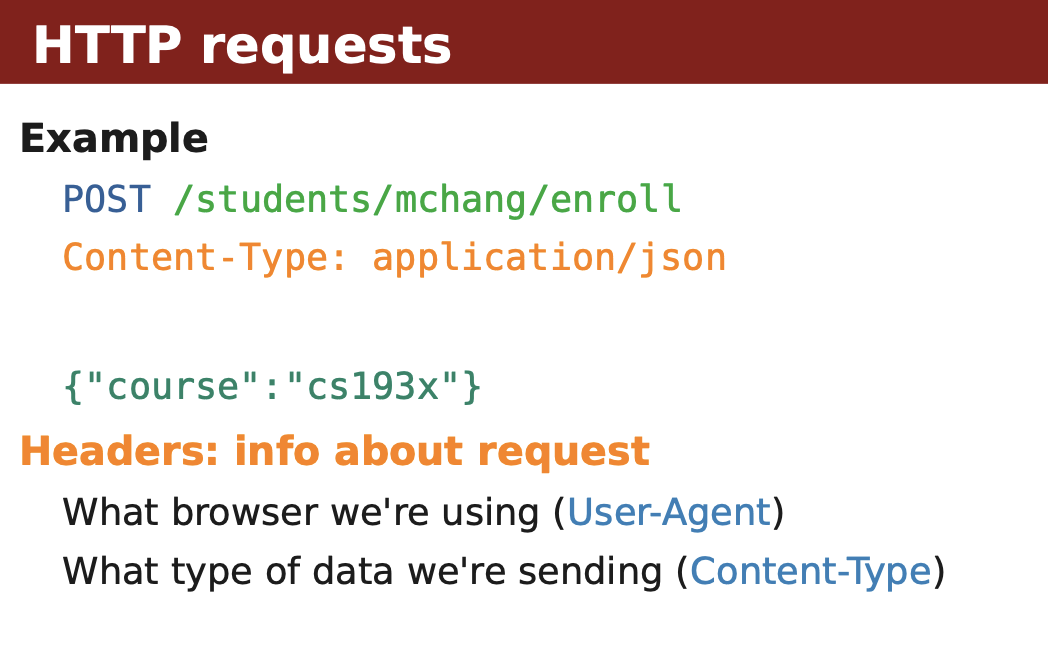 HTTP requests
Example
POST /students/mchang/enroll
Content-Type: application/json
{"course":"cs193x"}
Headers: info about request
What browser we're using (User-Agent)
What type of data we're sending (Content-Type)